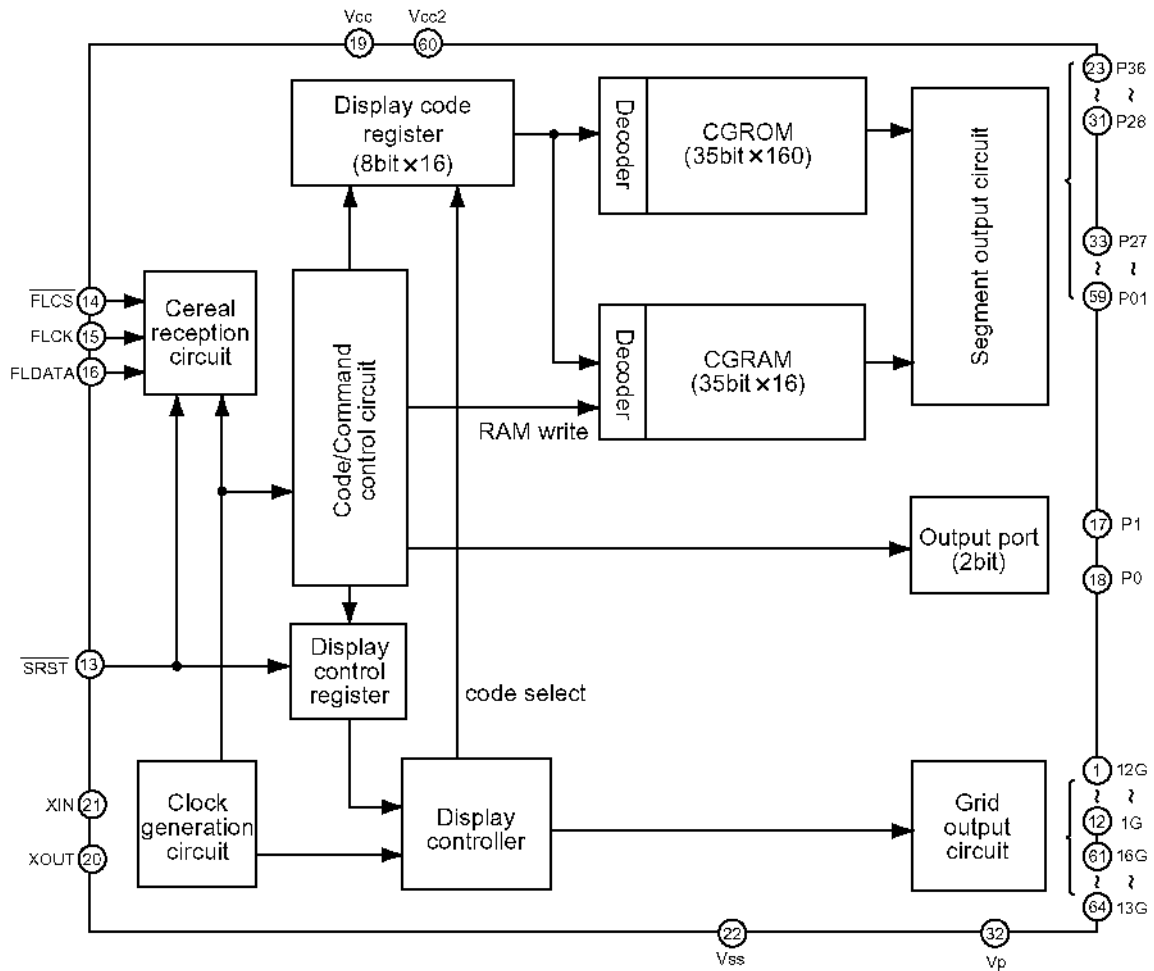 Vcc
Vcc2
19
60
23 P36
~ ~
31 P28
33 P27
~ ~
59 P01
Display code
register
(8bit×16)
Decoder
CGROM
(35bit×160)
Segment output circuit
FLCS 14
FLCK 15
FLDATA 16
Cereal
reception
circuit
Code/Command
control circuit
Decoder
CGRAM
(35bit×16)
RAM write
Output port
(2bit)
17 P1
18 P0
SRST 13
Display
control
register
code select
XIN 21
XOUT 20
Clock
generation
circuit
Display
controller
Grid
output
circuit
1 12G
~ ~
12 1G
61 16G
~ ~
64 13G
22
Vss
32
Vp